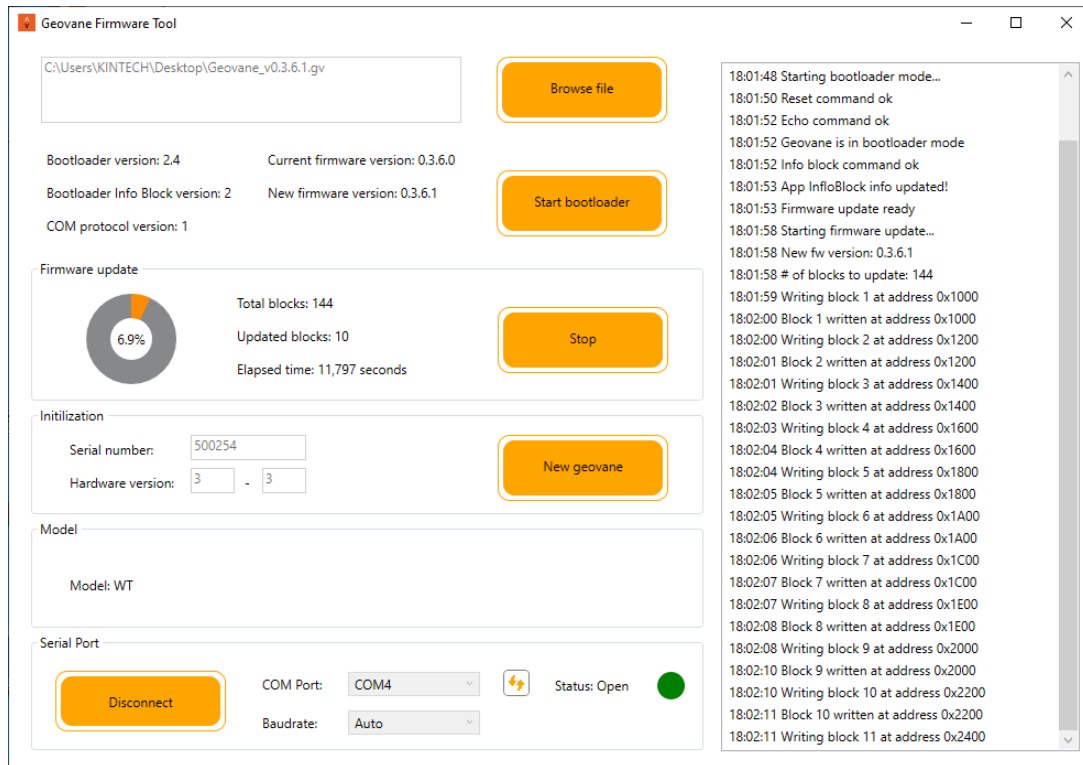 Geovane Firmware Tool
C:\Users\KINTECH\Desktop\Geovane_v0.3.6.1.gv
Browse file
Bootloader version: 2.4
Current firmware version: 0.3.6.0
Bootloader Info Block version: 2
New firmware version: 0.3.6.1
COM protocol version: 1
Start bootloader
Firmware update
6.9%
Total blocks: 144
Updated blocks: 10
Elapsed time: 11,797 seconds
Stop
Initilization
Serial number:
500254
Hardware version:
3
-
3
New geovane
Model
Model: WT
Serial Port
Disconnect
COM Port:
COM4
Status: Open
Baudrate:
Auto
18:01:48 Starting bootloader mode...
18:01:50 Reset command ok
18:01:52 Echo command ok
18:01:52 Geovane is in bootloader mode
18:01:52 Info block command ok
18:01:53 App InfloBlock info updated!
18:01:53 Firmware update ready
18:01:58 Starting firmware update...
18:01:58 New fw version: 0.3.6.1
18:01:58 # of blocks to update: 144
18:01:59 Writing block 1 at address 0x1000
18:02:00 Block 1 written at address 0x1000
18:02:00 Writing block 2 at address 0x1200
18:02:01 Block 2 written at address 0x1200
18:02:01 Writing block 3 at address 0x1400
18:02:02 Block 3 written at address 0x1400
18:02:03 Writing block 4 at address 0x1600
18:02:04 Block 4 written at address 0x1600
18:02:04 Writing block 5 at address 0x1800
18:02:05 Block 5 written at address 0x1800
18:02:05 Writing block 6 at address 0x1A00
18:02:06 Block 6 written at address 0x1A00
18:02:06 Writing block 7 at address 0x1C00
18:02:07 Block 7 written at address 0x1C00
18:02:07 Writing block 8 at address 0x1E00
18:02:08 Block 8 written at address 0x1E00
18:02:08 Writing block 9 at address 0x2000
18:02:10 Block 9 written at address 0x2000
18:02:10 Writing block 10 at address 0x2200
18:02:11 Block 10 written at address 0x2200
18:02:11 Writing block 11 at address 0x2400